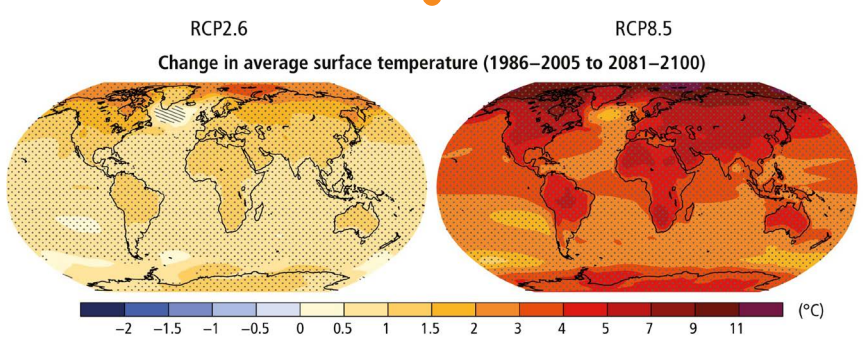 RCP2.6 RCP8.5
Change in average surface temperature (1986–2005 to 2081–2100)
−2 −1.5 −1 −0.5 0 0.5 1 1.5 2 3 4 5 7 9 11 (°C)